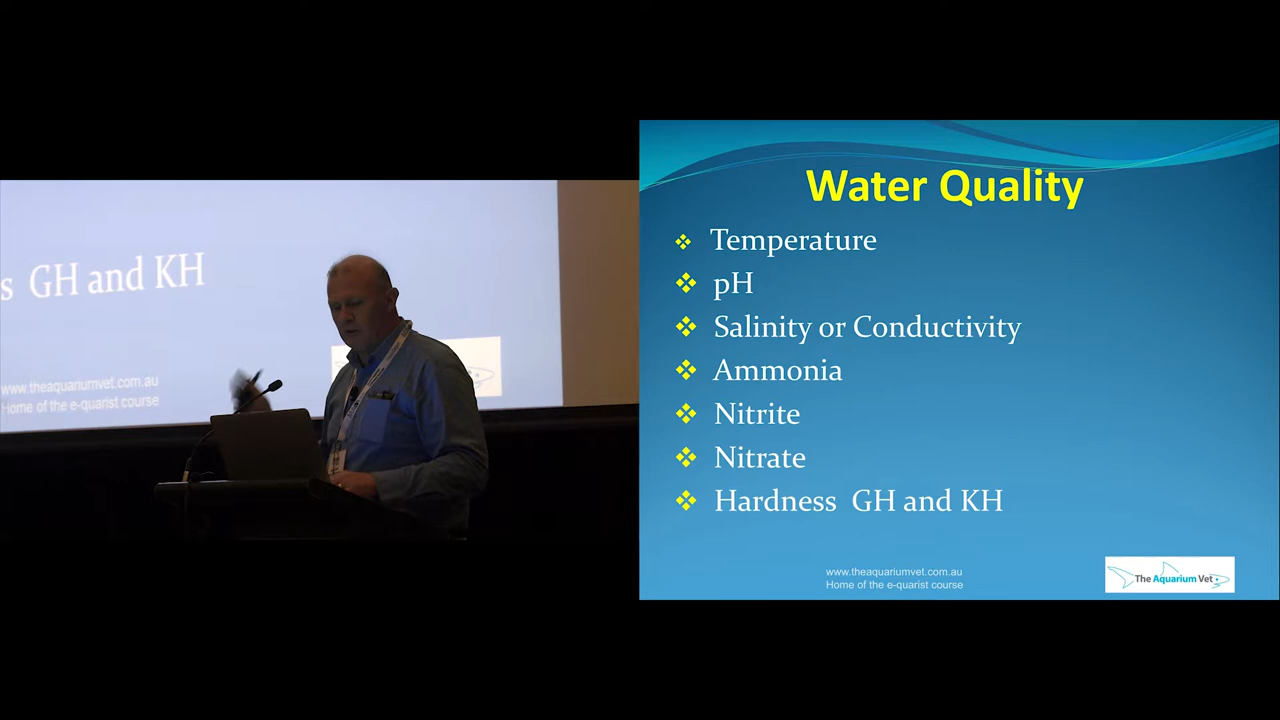 s GH and KH
www.theaquariumvet.com.au
Home of the e-quarist course
Water Quality
Temperature
pH
Salinity or Conductivity
Ammonia
Nitrite
Nitrate
Hardness GH and KH
www.theaquariumvet.com.au
Home of the e-quarist course
The Aquarium Vet